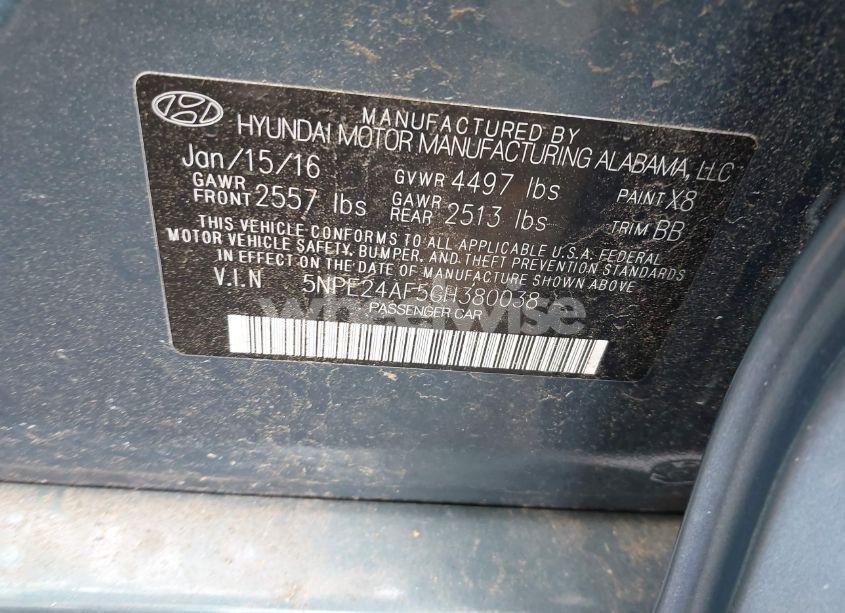 MANUFACTURED BY
HYUNDAI MOTOR MANUFACTURING ALABAMA, LLC
Jan/15/16 GVWR 4497 lbs PAINT X8
GAWR FRONT 2557 lbs GAWR REAR 2513 lbs TRIM BB
THIS VEHICLE CONFORMS TO ALL APPLICABLE U.S.A. FEDERAL
MOTOR VEHICLE SAFETY, BUMPER, AND THEFT PREVENTION STANDARDS
IN EFFECT ON THE DATE OF MANUFACTURE SHOWN ABOVE
V.I.N 5NPE24AF5GH380038
PASSENGER CAR
wheelwise